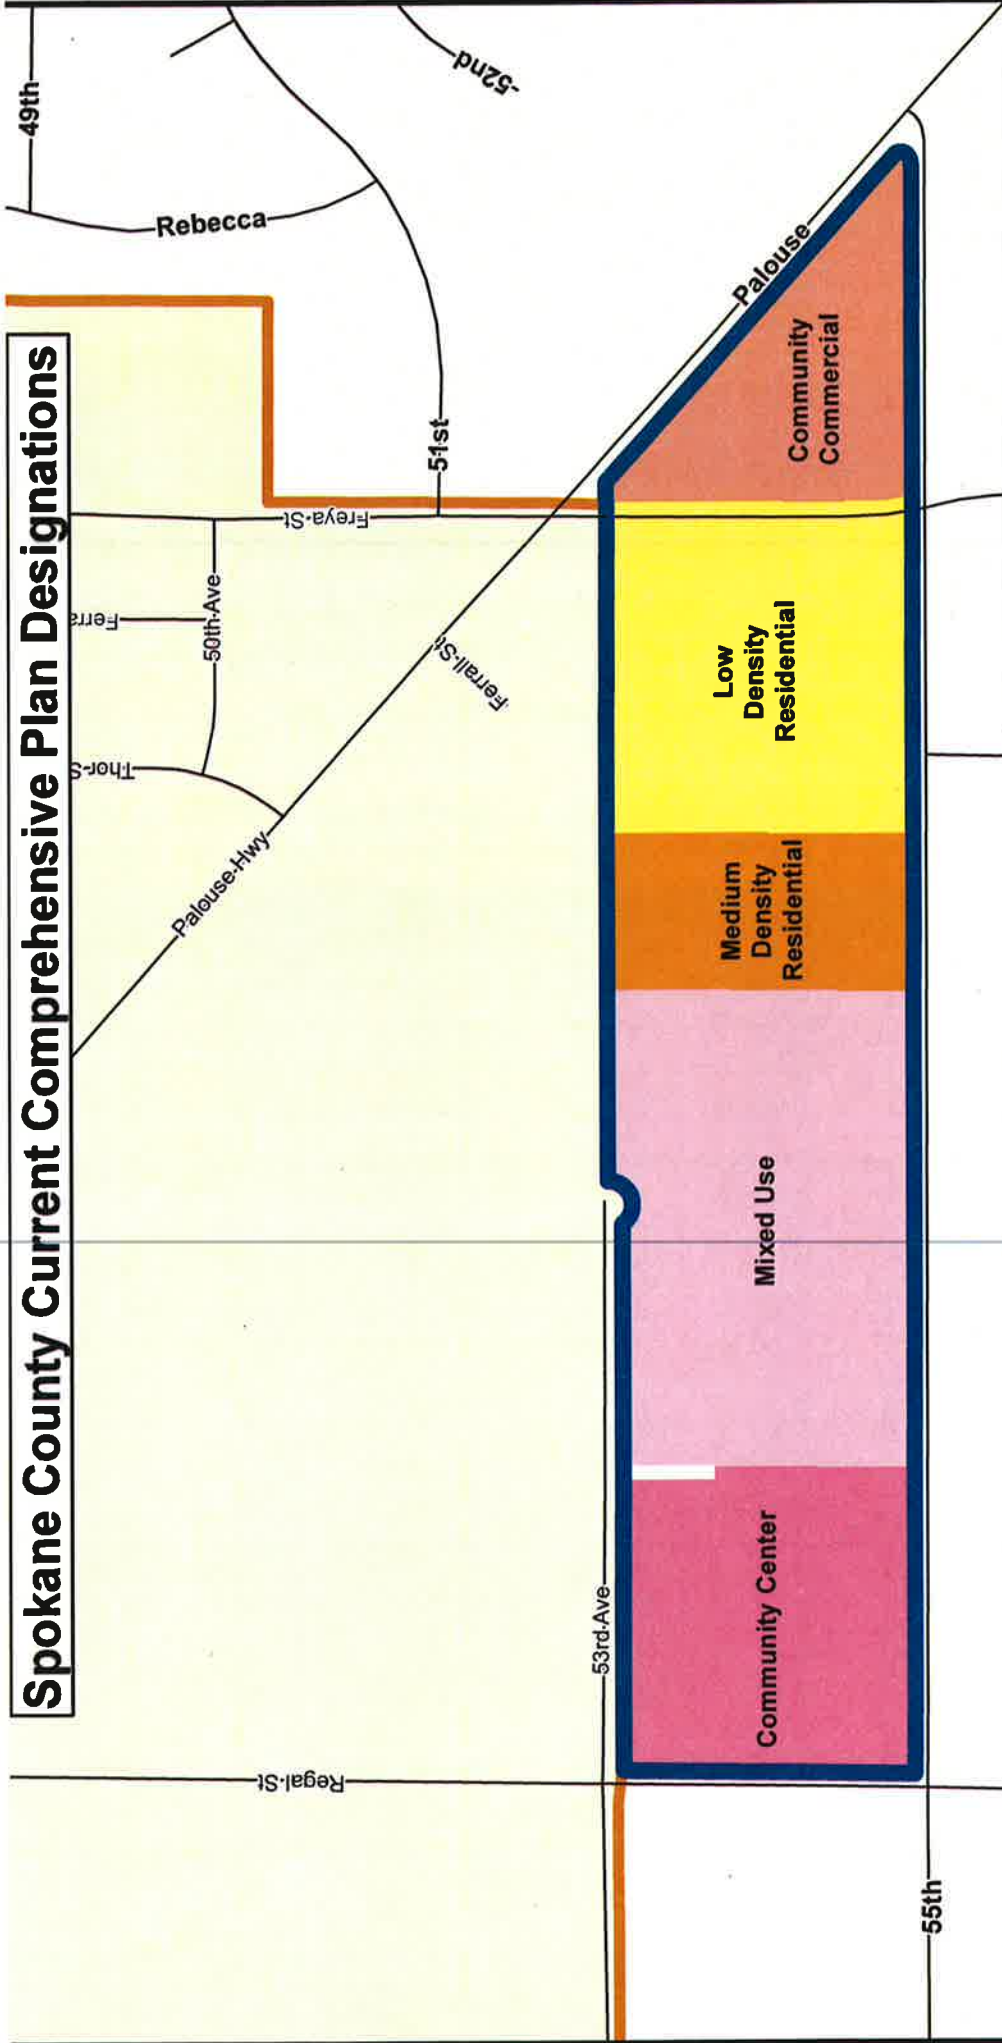 Spokane County Current Comprehensive Plan Designations
49th
Rebecca
52nd
51st
Freya-St
Ferra
50th-Ave
Thor-S
Palouse-Hwy
Ferrall-St
Palouse
Regal-St
53rd-Ave
Community Center
Mixed Use
Medium
Density
Residential
Low
Density
Residential
Community
Commercial
55th